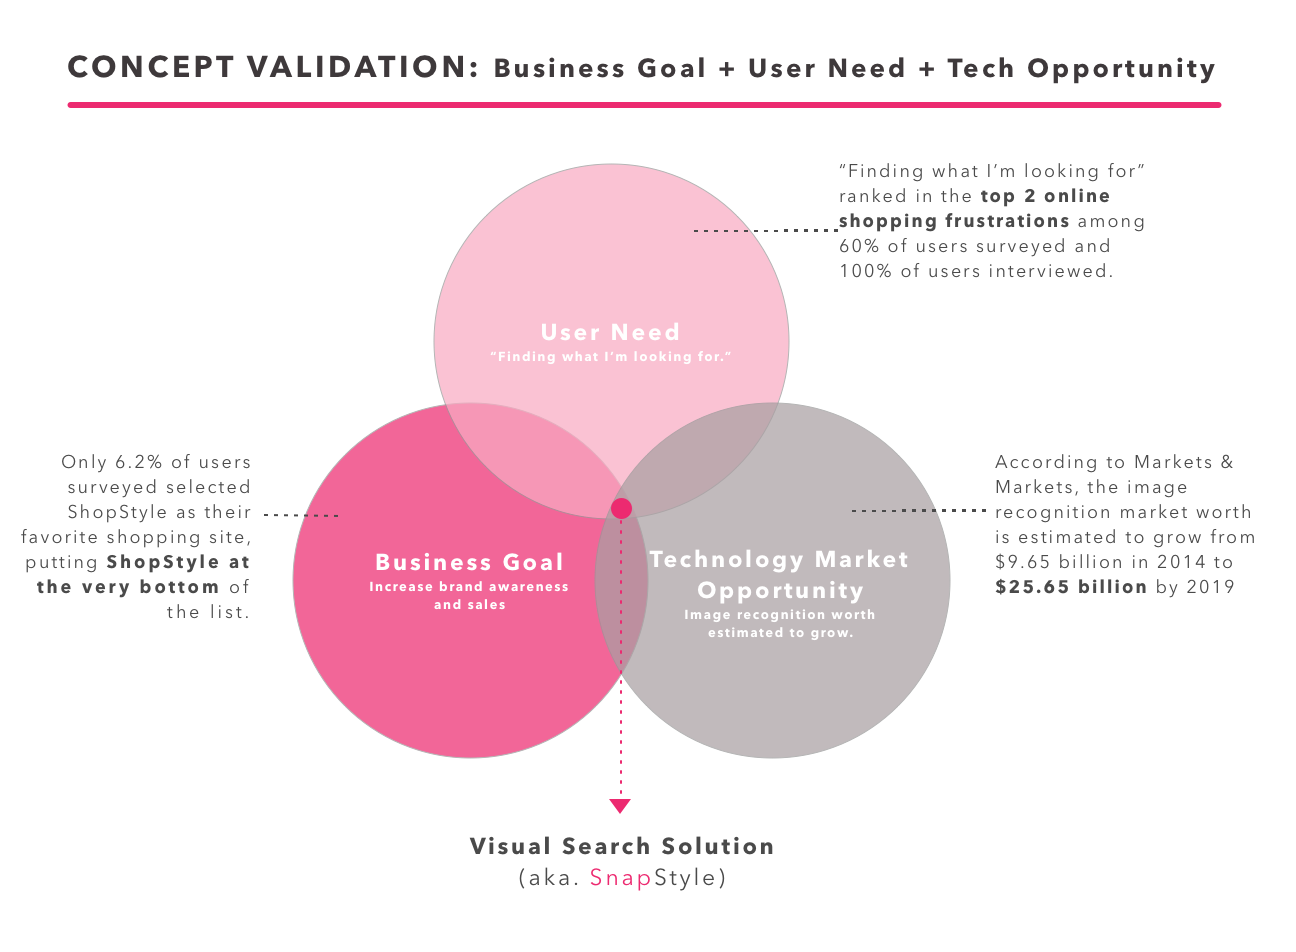 CONCEPT VALIDATION: Business Goal + User Need + Tech Opportunity
“Finding what I’m looking for”
ranked in the top 2 online
shopping frustrations among
60% of users surveyed and
100% of users interviewed.
User Need
“Finding what I’m looking for.”
Only 6.2% of users
surveyed selected
ShopStyle as their
favorite shopping site,
putting ShopStyle at
the very bottom of
the list.
Business Goal
Increase brand awareness
and sales
Technology Market
Opportunity
Image recognition worth
estimated to grow.
According to Markets &
Markets, the image
recognition market worth
is estimated to grow from
$9.65 billion in 2014 to
$25.65 billion by 2019
Visual Search Solution
(aka. SnapStyle)